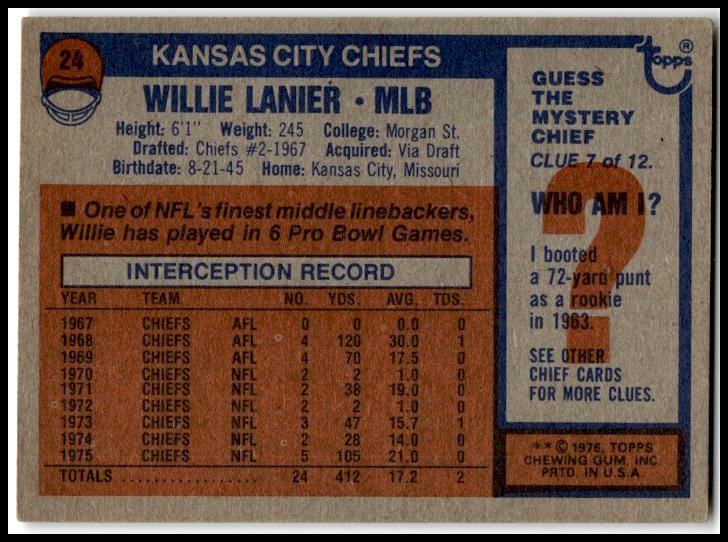 24
KANSAS CITY CHIEFS
WILLIE LANIER • MLB
Height: 6'1" Weight: 245 College: Morgan St.
Drafted: Chiefs #2-1967 Acquired: Via Draft
Birthdate: 8-21-45 Home: Kansas City, Missouri
■ One of NFL's finest middle linebackers,
Willie has played in 6 Pro Bowl Games.
INTERCEPTION RECORD
YEAR TEAM NO. YDS. AVG. TDS.
1967 CHIEFS AFL 0 0 0.0 0
1968 CHIEFS AFL 4 120 30.0 1
1969 CHIEFS AFL 4 70 17.5 0
1970 CHIEFS NFL 2 2 1.0 0
1971 CHIEFS NFL 2 38 19.0 0
1972 CHIEFS NFL 2 2 1.0 0
1973 CHIEFS NFL 3 47 15.7 1
1974 CHIEFS NFL 2 28 14.0 0
1975 CHIEFS NFL 5 105 21.0 0
TOTALS .................. 24 412 17.2 2
topps ®
GUESS
THE
MYSTERY
CHIEF
CLUE 7 of 12.
WHO AM I?
?
I booted
a 72-yard punt
as a rookie
in 1963.
SEE OTHER
CHIEF CARDS
FOR MORE CLUES.
**© 1976, TOPPS
CHEWING GUM, INC.
PRTD. IN U.S.A.